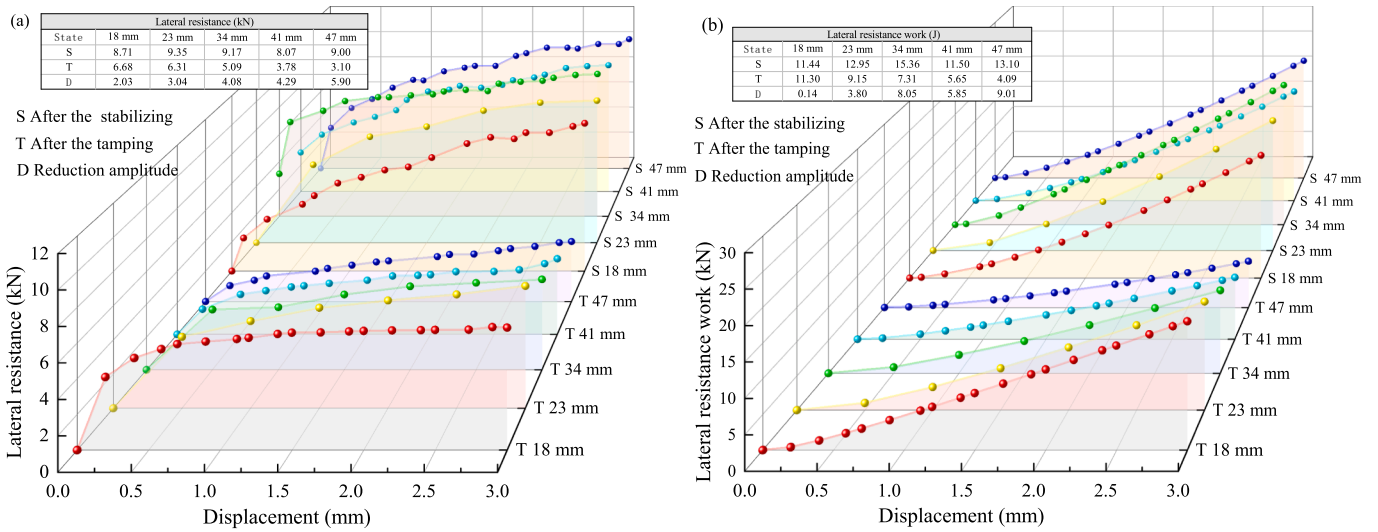 (a)
Lateral resistance (kN)
State 18 mm 23 mm 34 mm 41 mm 47 mm
S 8.71 9.35 9.17 8.07 9.00
T 6.68 6.31 5.09 3.78 3.10
D 2.03 3.04 4.08 4.29 5.90
S After the stabilizing
T After the tamping
D Reduction amplitude
S 47 mm
S 41 mm
S 34 mm
S 23 mm
S 18 mm
T 47 mm
T 41 mm
T 34 mm
T 23 mm
T 18 mm
12
10
8
6
4
2
0
Lateral resistance (kN)
0.0 0.5 1.0 1.5 2.0 2.5 3.0
Displacement (mm)
(b)
Lateral resistance work (J)
State 18 mm 23 mm 34 mm 41 mm 47 mm
S 11.44 12.95 15.36 11.50 13.10
T 11.30 9.15 7.31 5.65 4.09
D 0.14 3.80 8.05 5.85 9.01
S After the stabilizing
T After the tamping
D Reduction amplitude
S 47 mm
S 41 mm
S 34 mm
S 23 mm
S 18 mm
T 47 mm
T 41 mm
T 34 mm
T 23 mm
T 18 mm
30
25
20
15
10
5
0
Lateral resistance work (kN)
0.0 0.5 1.0 1.5 2.0 2.5 3.0
Displacement (mm)